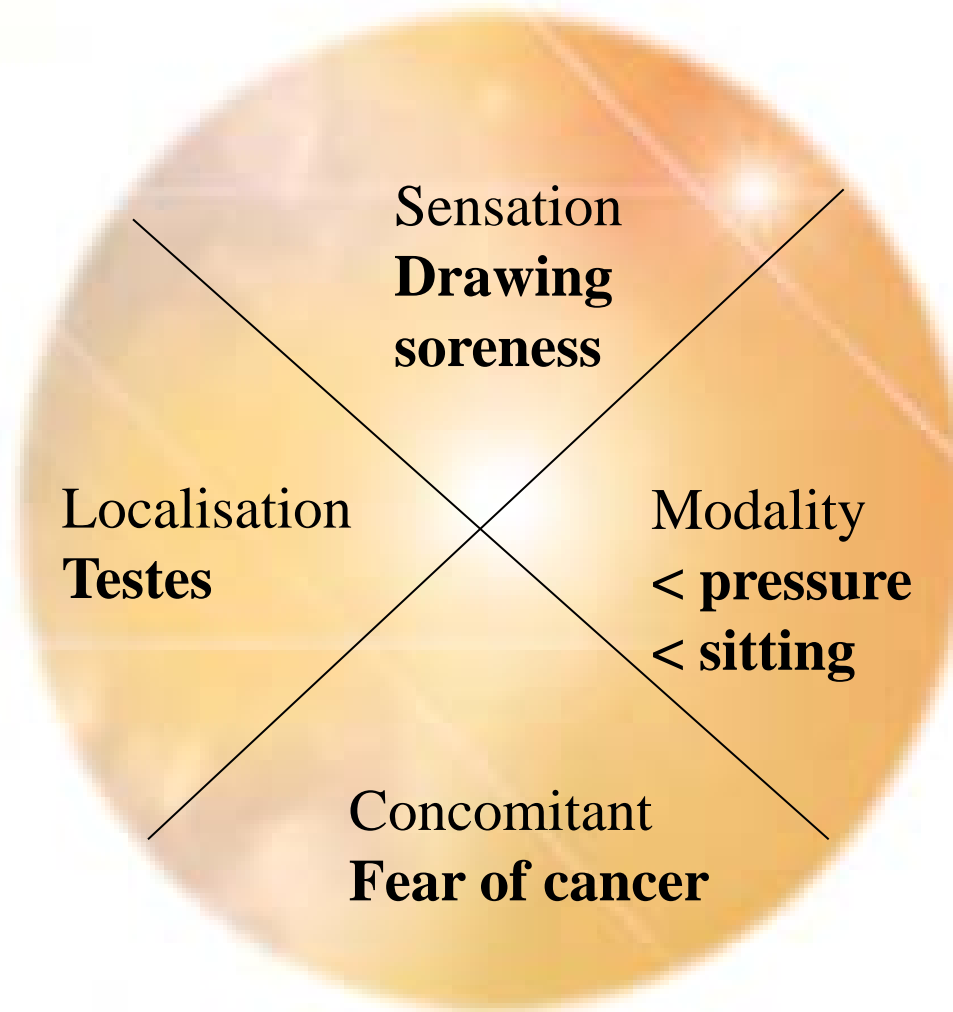 Sensation
Drawing
soreness
Localisation
Testes
Modality
< pressure
< sitting
Concomitant
Fear of cancer